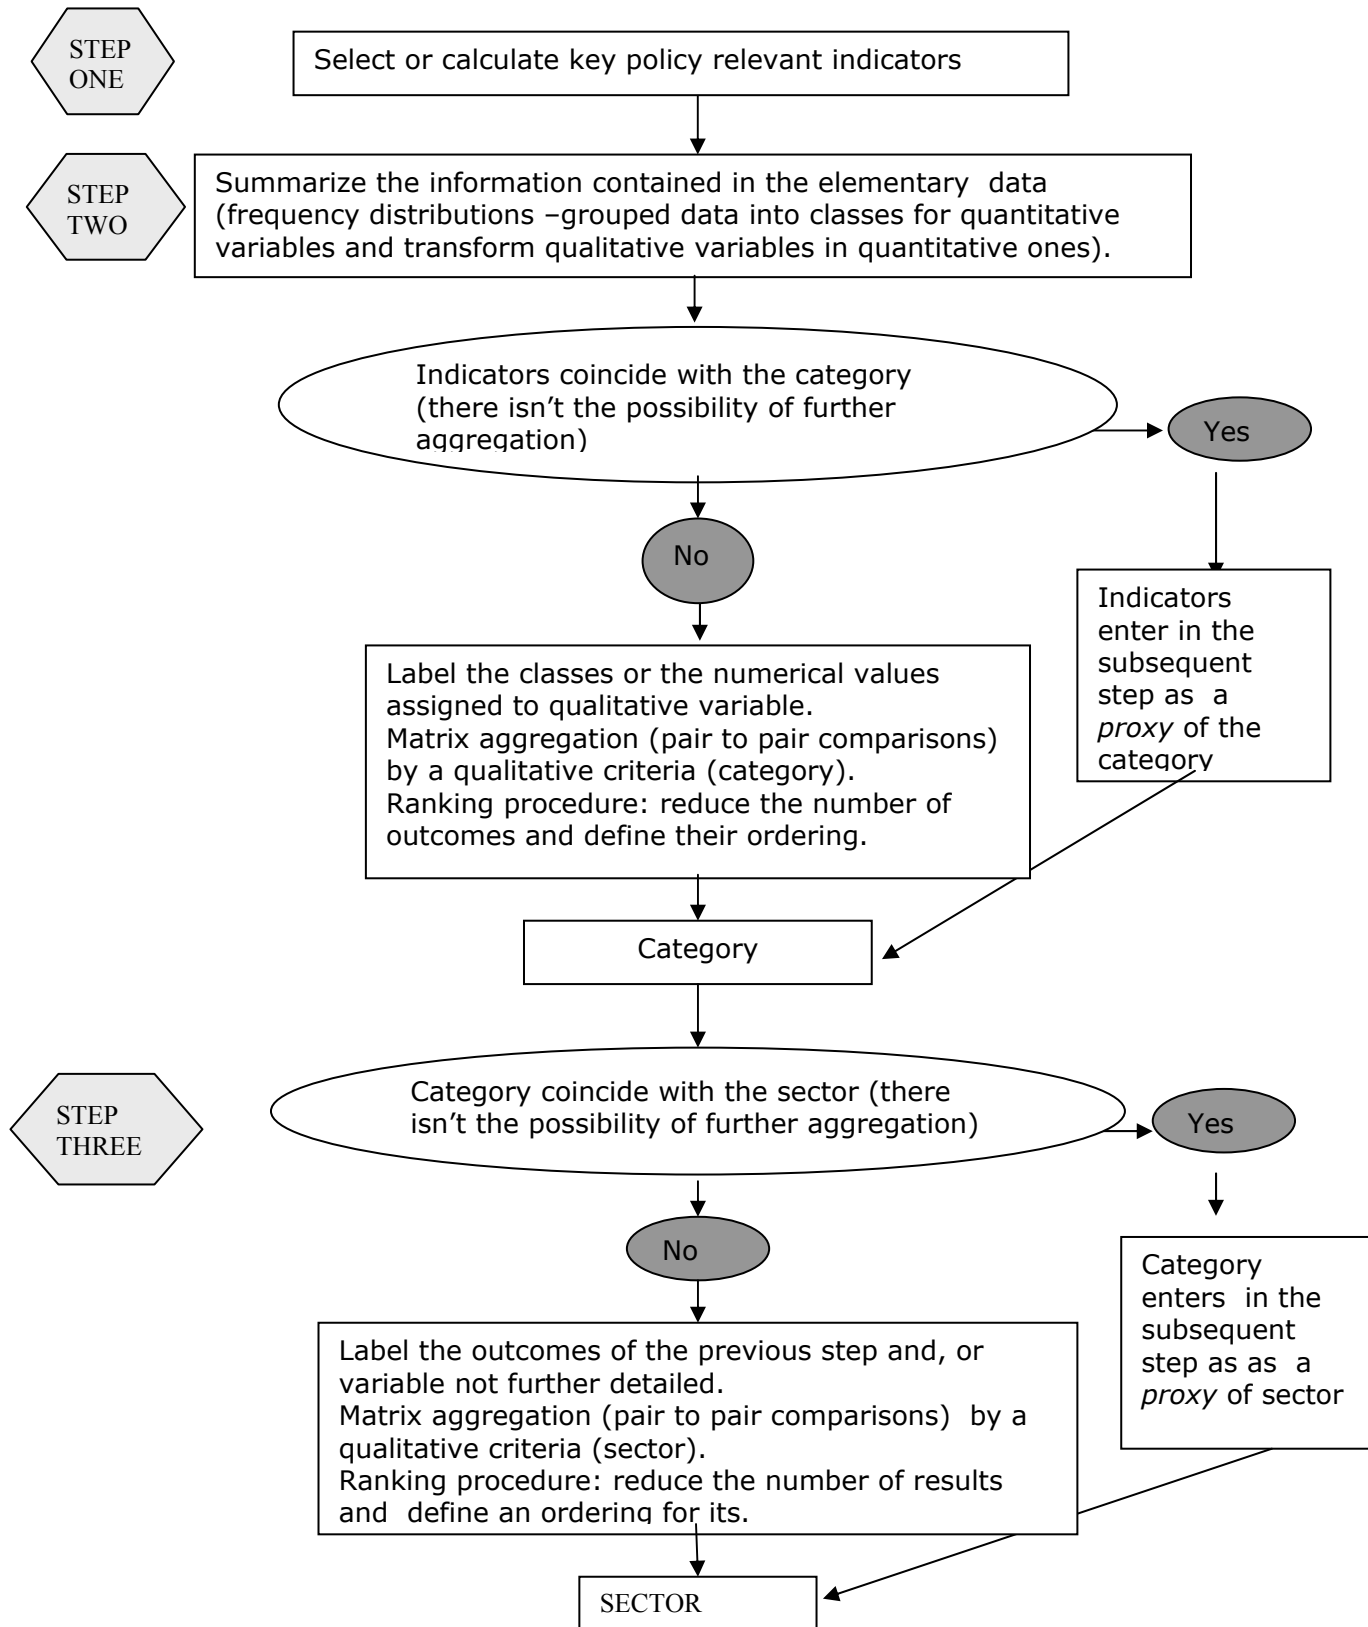 STEP
ONE
Select or calculate key policy relevant indicators
STEP
TWO
Summarize the information contained in the elementary  data
(frequency distributions –grouped data into classes for quantitative
variables and transform qualitative variables in quantitative ones).
Indicators coincide with the category
(there isn't the possibility of further
aggregation)
Yes
No
Indicators
enter in the
subsequent
step as  a
proxy of the
category
Label the classes or the numerical values
assigned to qualitative variable.
Matrix aggregation (pair to pair comparisons)
by a qualitative criteria (category).
Ranking procedure: reduce the number of
outcomes and define their ordering.
Category
STEP
THREE
Category coincide with the sector (there
isn't the possibility of further aggregation)
Yes
No
Category
enters  in the
subsequent
step as as  a
proxy of sector
Label the outcomes of the previous step and, or
variable not further detailed.
Matrix aggregation (pair to pair comparisons)  by a
qualitative criteria (sector).
Ranking procedure: reduce the number of results
and  define an ordering for its.
SECTOR